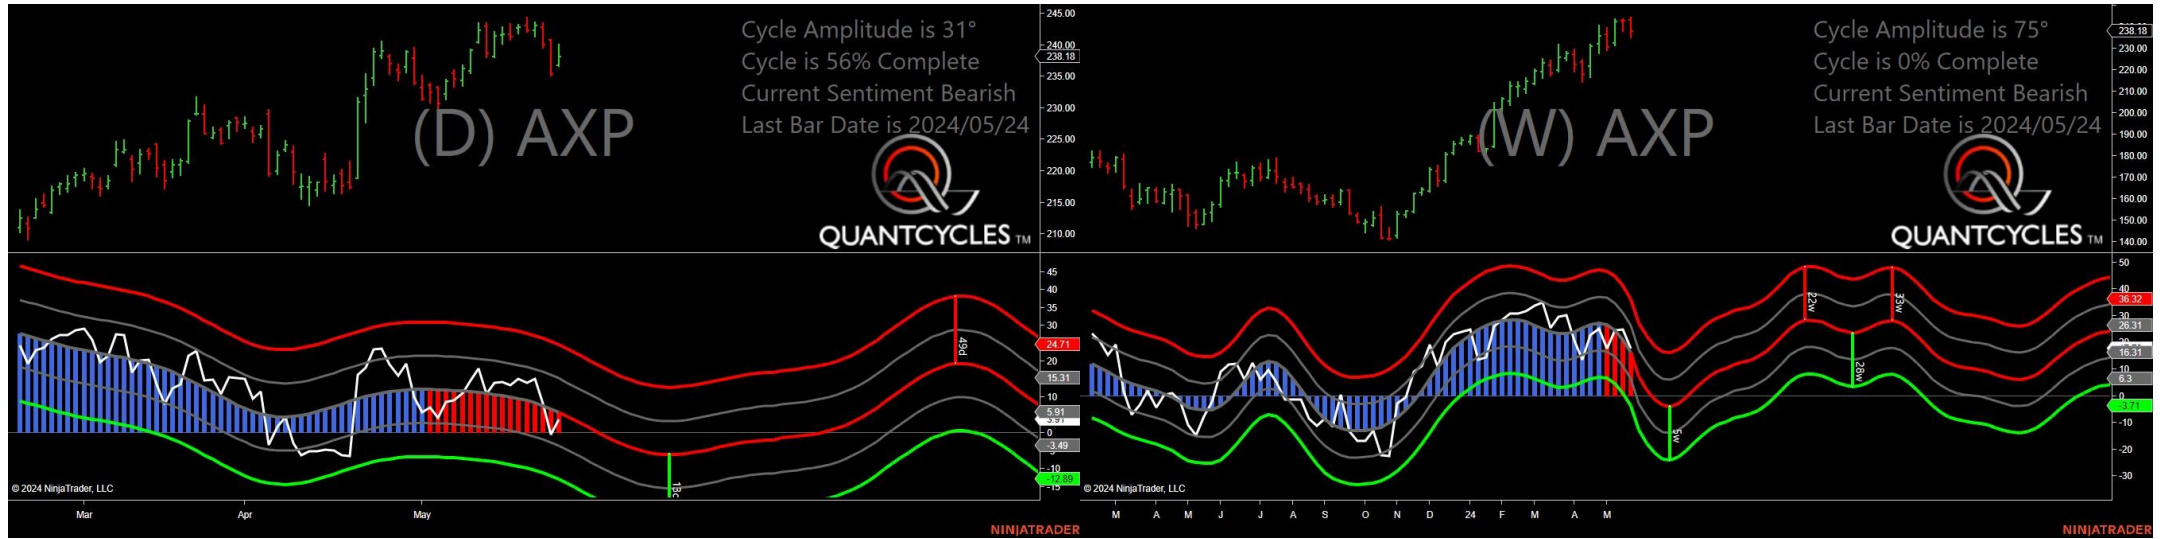 Cycle Amplitude is 31°
Cycle is 56% Complete
Current Sentiment Bearish
Last Bar Date is 2024/05/24
(D) AXP
QUANTCYCLES TM
245.00
240.00
238.18
235.00
230.00
225.00
220.00
215.00
210.00
45
40
35
30
24.71
20
15.31
10
5.91
3.91
0
-3.49
-10
-12.89
-15
49d
© 2024 NinjaTrader, LLC
Mar
Apr
May
NINJATRADER
Cycle Amplitude is 75°
Cycle is 0% Complete
Current Sentiment Bearish
Last Bar Date is 2024/05/24
(W) AXP
QUANTCYCLES TM
238.18
230.00
220.00
210.00
200.00
190.00
180.00
170.00
160.00
150.00
140.00
50
40
36.32
26.31
16.31
10
6.3
0
-3.71
-10
-20
-30
22w
33w
28w
5w
© 2024 NinjaTrader, LLC
M A M J J A S O N D 24 F M A M
NINJATRADER